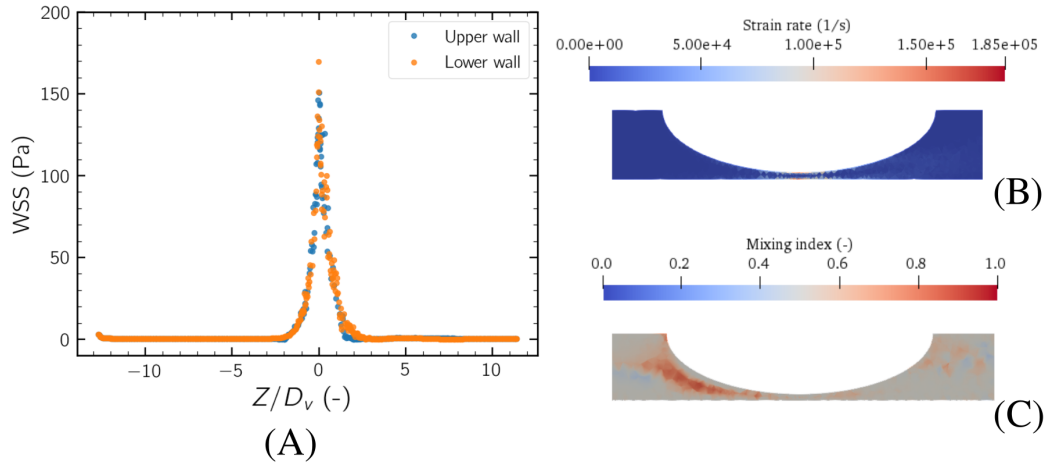 200
150
100
50
0
WSS (Pa)
Upper wall
Lower wall
−10 −5 0 5 10
Z/D_v (-)
(A)
Strain rate (1/s)
0.00e+00 5.00e+4 1.00e+5 1.50e+5 1.85e+05
(B)
Mixing index (-)
0.0 0.2 0.4 0.6 0.8 1.0
(C)